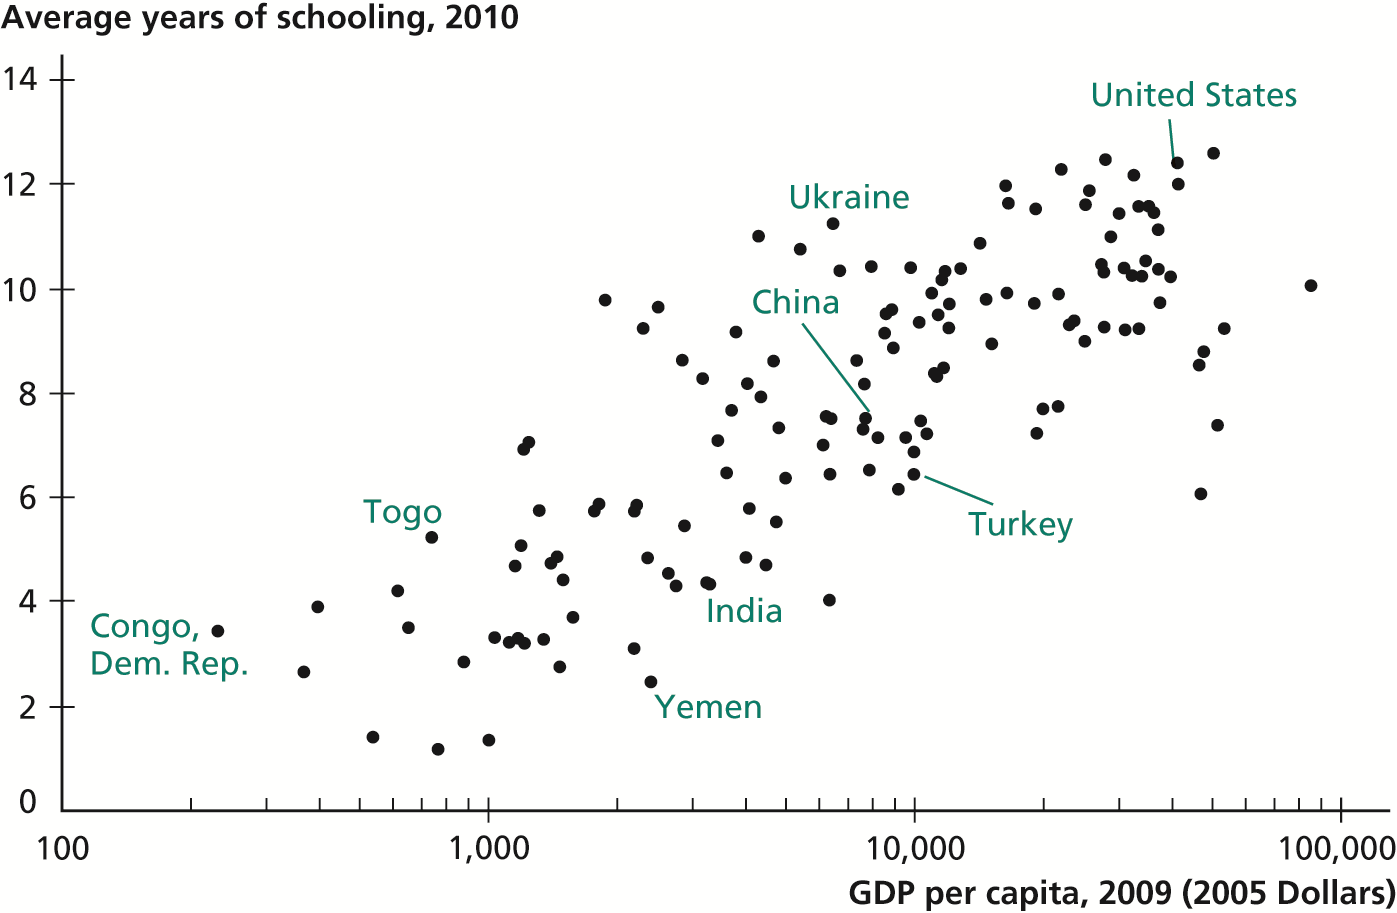 Average years of schooling, 2010
14
United States
12
Ukraine
10
China
8
6
Togo
Turkey
4
India
Congo,
Dem. Rep.
2
Yemen
0
100 1,000 10,000 100,000
GDP per capita, 2009 (2005 Dollars)